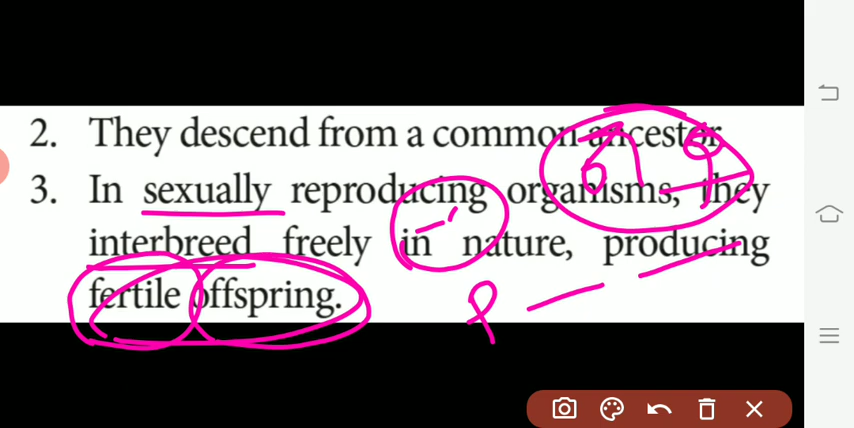 2. They descend from a common ancestor
3. In sexually reproducing organisms, they
interbreed freely in nature, producing
fertile offspring.